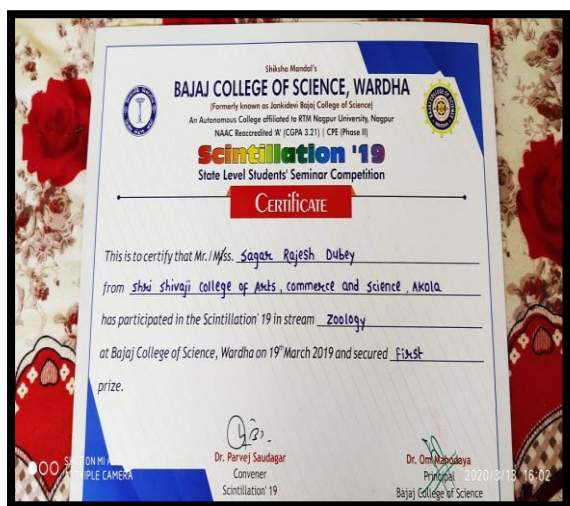 Shiksha Mandal's
BAJAJ COLLEGE OF SCIENCE, WARDHA
(Formerly known as Jankidevi Bajaj College of Science)
An Autonomous College affiliated to RTM Nagpur University, Nagpur
NAAC Reaccredited 'A' (CGPA 3.21) | CPE (Phase II)
Scintillation '19
State Level Students' Seminar Competition
CERTIFICATE
This is to certify that Mr. / Miss. Sagar Rajesh Dubey
from Shri Shivaji College of Arts, commerce and science, Akola
has participated in the Scintillation' 19 in stream Zoology
at Bajaj College of Science, Wardha on 19th March 2019 and secured First
prize.
Dr. Parvej Saudagar
Convener
Scintillation' 19
Dr. Om Mahodaya
Principal
Bajaj College of Science
SHOT ON MI
TRIPLE CAMERA
2020/3/13 16:02